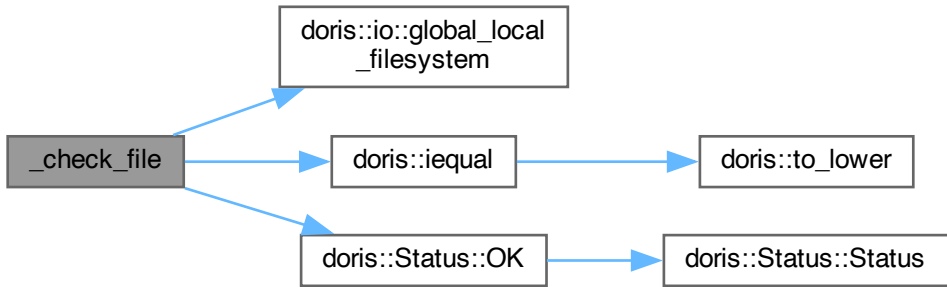 doris::io::global_local
_filesystem
_check_file
doris::iequal
doris::to_lower
doris::Status::OK
doris::Status::Status